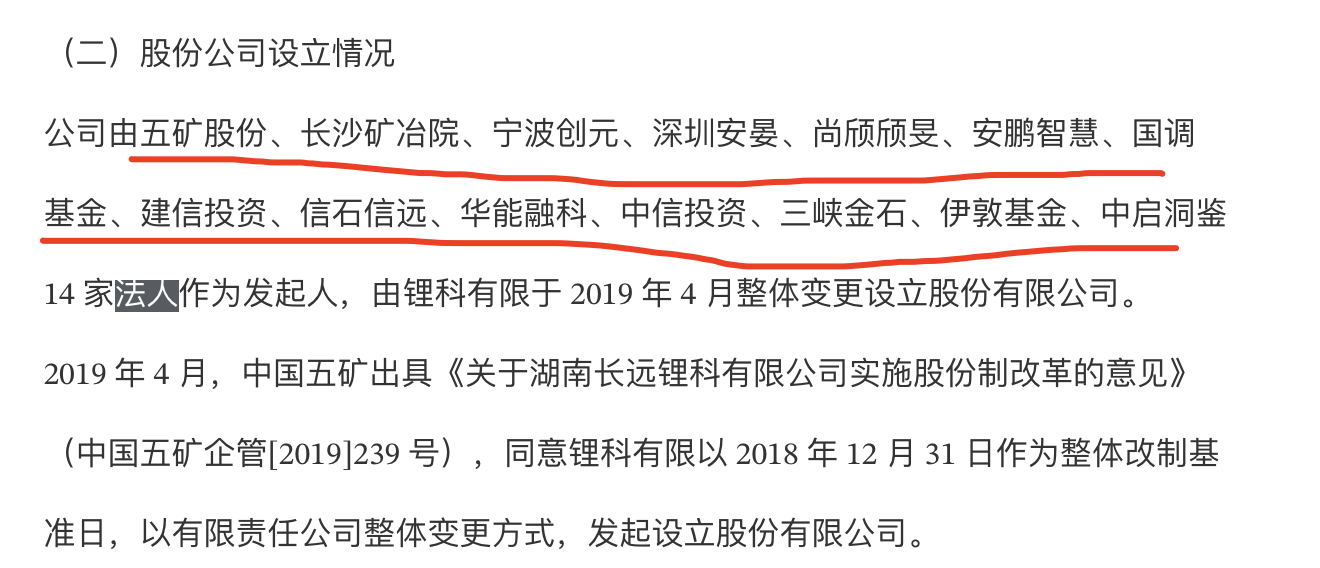 （二）股份公司设立情况
公司由五矿股份、长沙矿冶院、宁波创元、深圳安晏、尚欣欣旻、安鹏智慧、国调
基金、建信投资、信石信远、华能融科、中信投资、三峡金石、伊敦基金、中启洞鉴
14 家法人作为发起人，由锂科有限于 2019 年 4 月整体变更设立股份有限公司。
2019 年 4 月，中国五矿出具《关于湖南长远锂科有限公司实施股份制改革的意见》
（中国五矿企管[2019]239 号），同意锂科有限以 2018 年 12 月 31 日作为整体改制基
准日，以有限责任公司整体变更方式，发起设立股份有限公司。